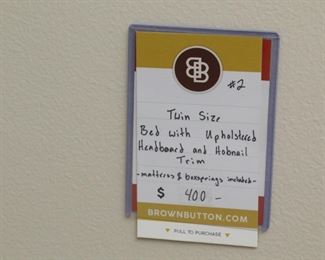 BB
#2
Twin Size
Bed with Upholstered
Headboard and Hobnail
Trim
-mattress & boxsprings included-
$ 400 -
BROWNBUTTON.COM
▼ PULL TO PURCHASE ▼